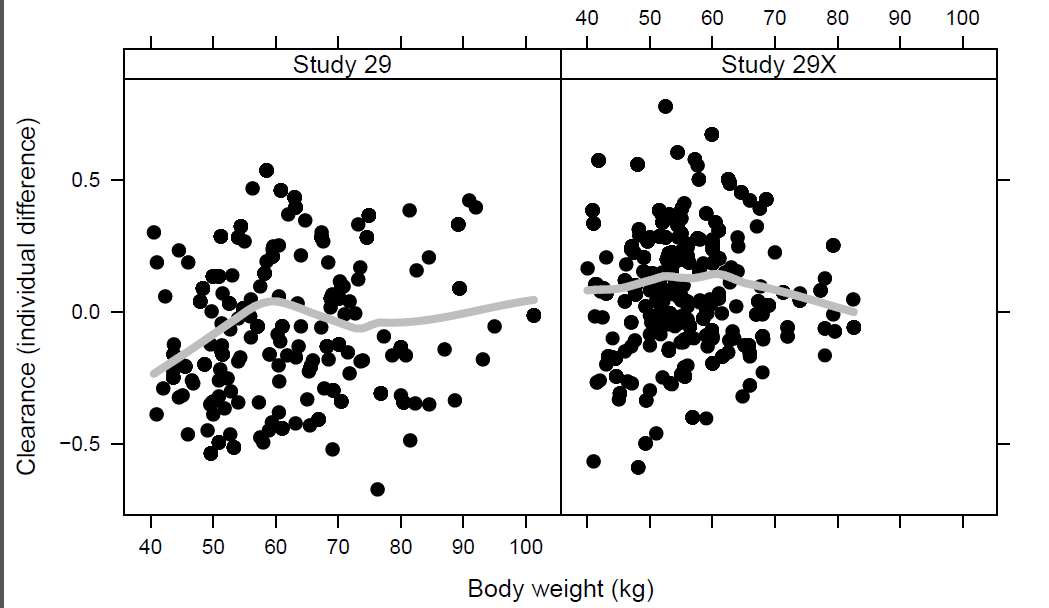 40 50 60 70 80 90 100
Study 29 Study 29X
Clearance (individual difference)
0.5
0.0
−0.5
40 50 60 70 80 90 100
Body weight (kg)